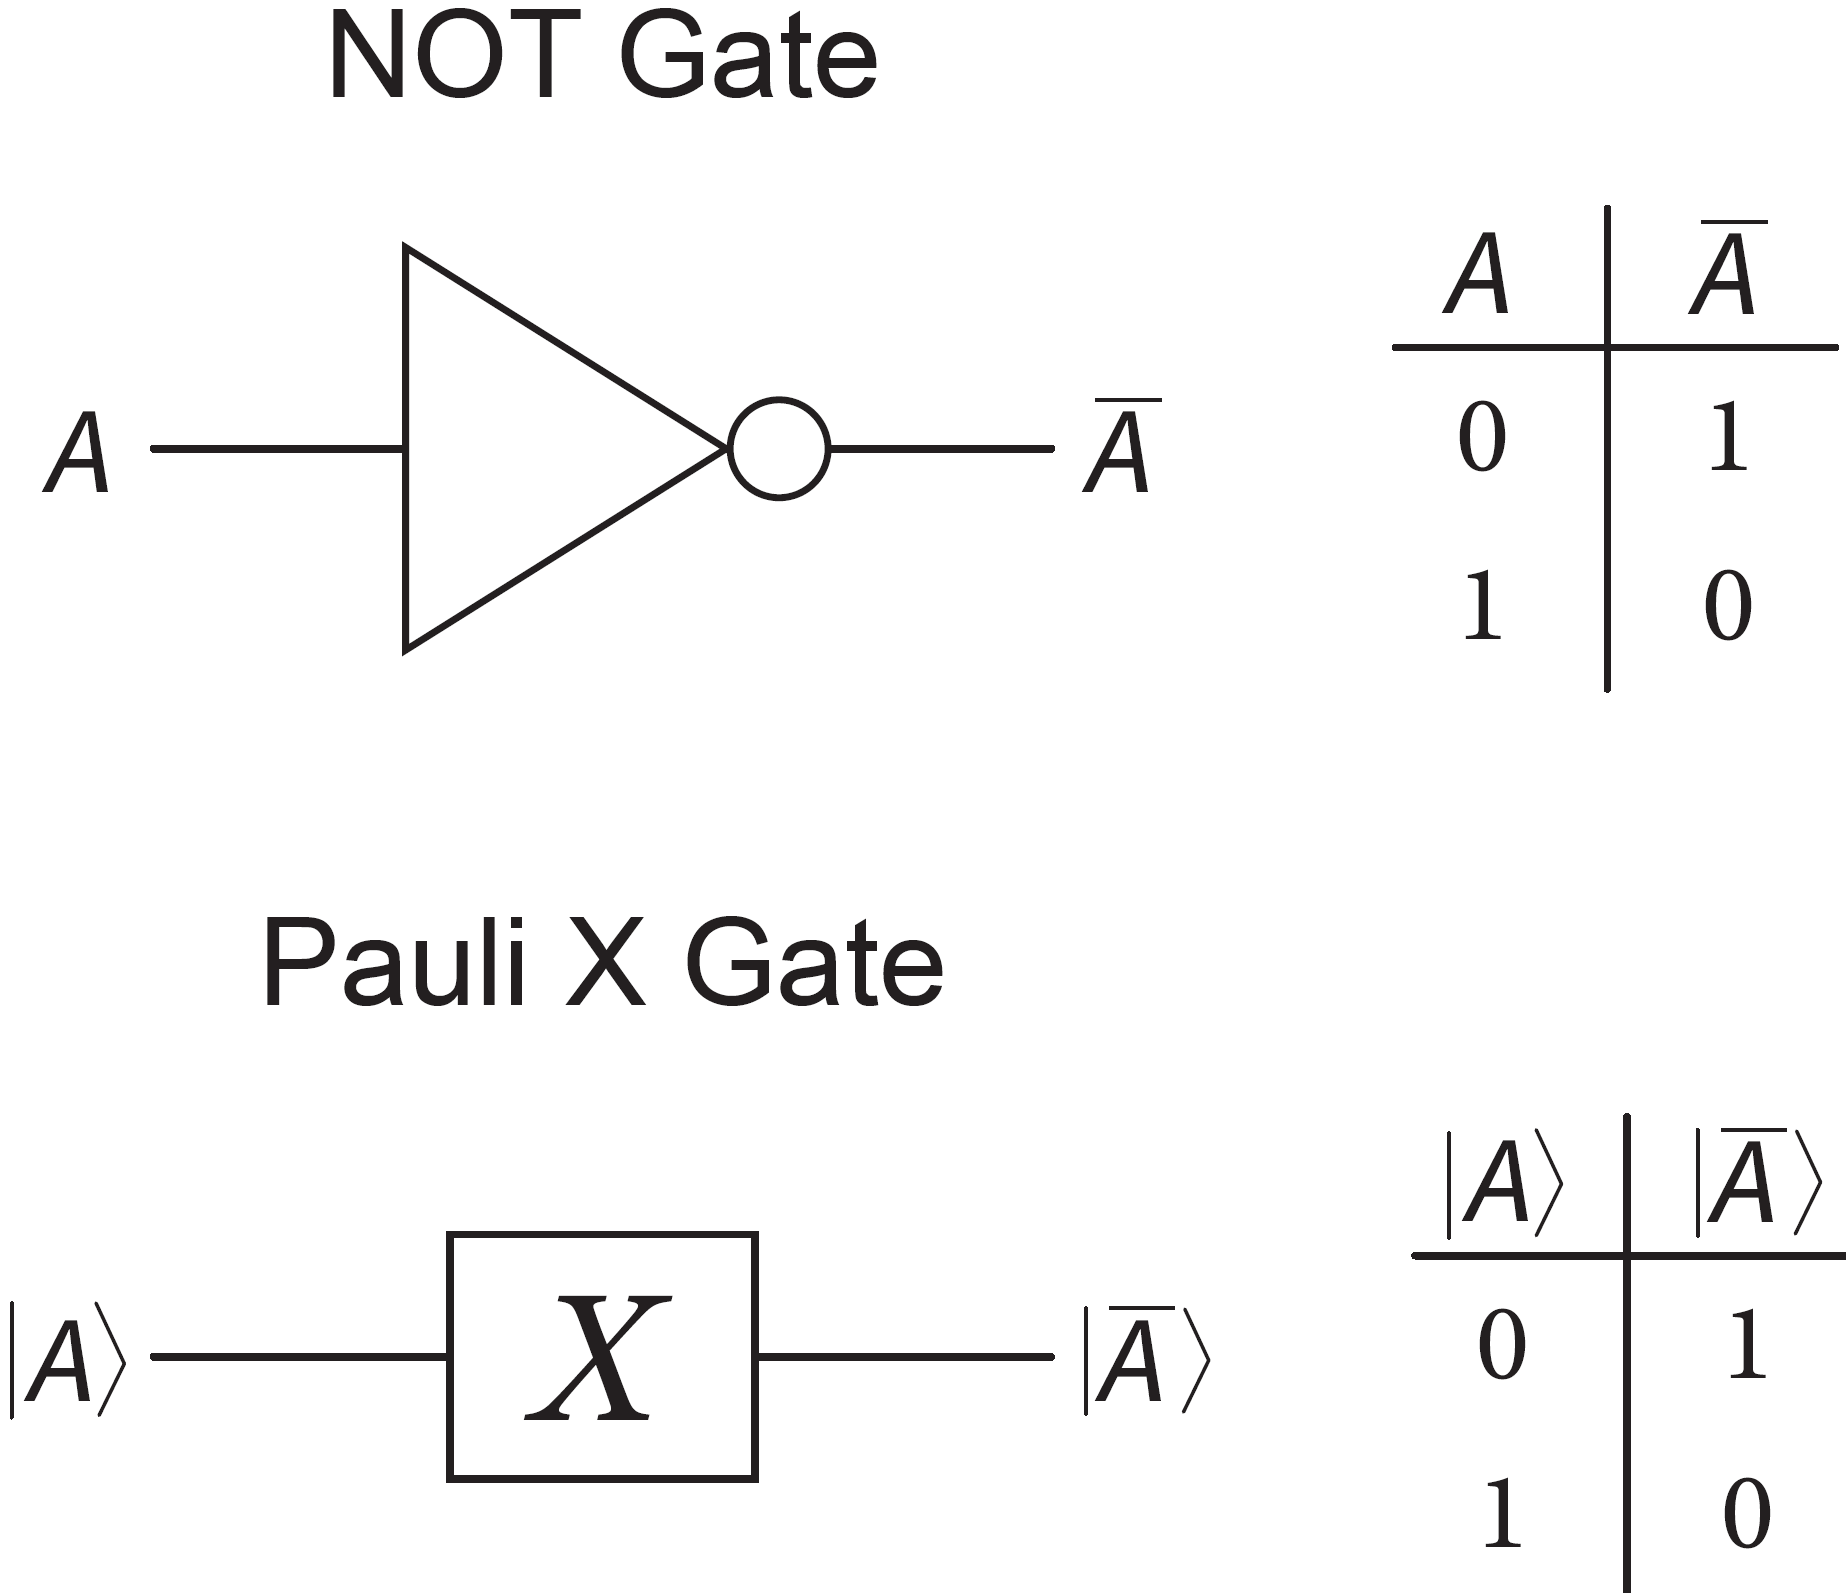 NOT Gate
A A̅
A A̅
0 1
1 0
Pauli X Gate
|A⟩ X |A̅⟩
|A⟩ |A̅⟩
0 1
1 0